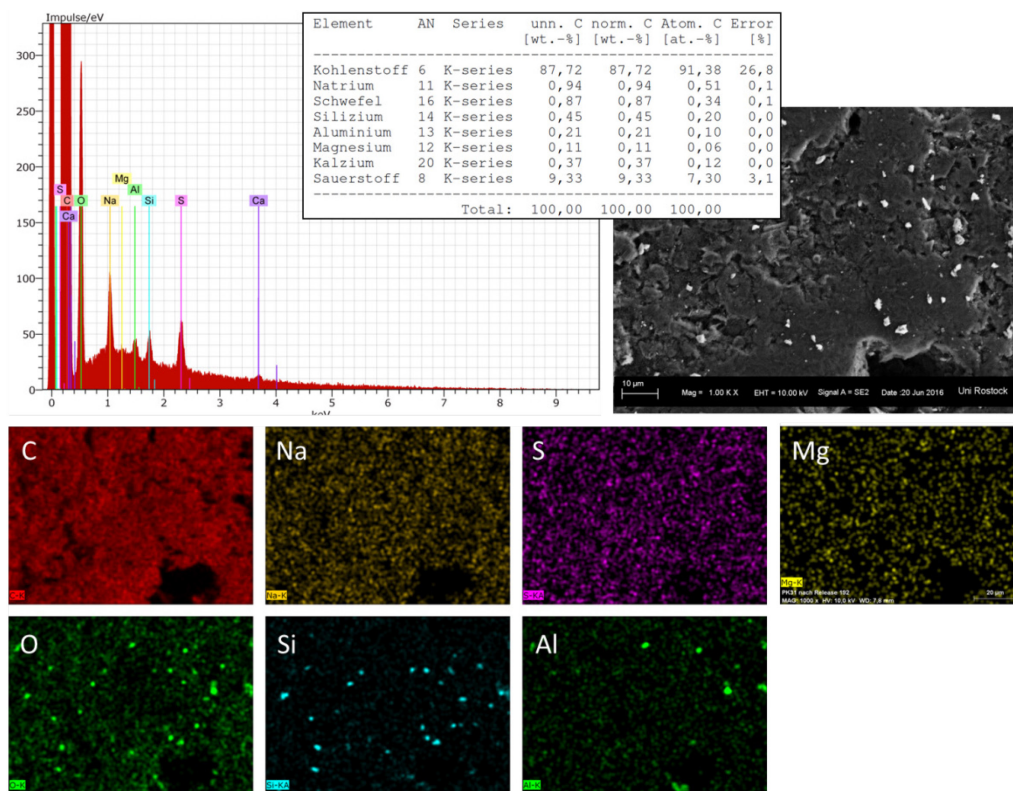 Impulse/eV
Element AN Series unn. C norm. C Atom. C Error
[wt.-%] [wt.-%] [at.-%] [%]
Kohlenstoff 6 K-series 87,72 87,72 91,38 26,8
Natrium 11 K-series 0,94 0,94 0,51 0,1
Schwefel 16 K-series 0,87 0,87 0,34 0,1
Silizium 14 K-series 0,45 0,45 0,20 0,0
Aluminium 13 K-series 0,21 0,21 0,10 0,0
Magnesium 12 K-series 0,11 0,11 0,06 0,0
Kalzium 20 K-series 0,37 0,37 0,12 0,0
Sauerstoff 8 K-series 9,33 9,33 7,30 3,1
Total: 100,00 100,00 100,00
300
250
200
150
100
50
0
Mg
S Al
C O Na Si S Ca
Ca
0 1 2 3 4 5 6 7 8 9
keV
10 µm Mag = 1.00 K X EHT = 10.00 kV Signal A = SE2 Date :20 Jun 2016 Uni Rostock
C Na S Mg
C-K Na-K S-KA Mg-K
20 µm
O Si Al
O-K Si-KA Al-K